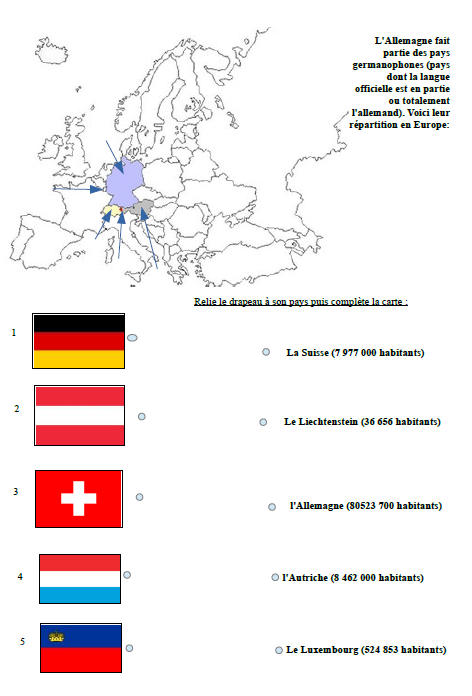 L'Allemagne fait
partie des pays
germanophones (pays
dont la langue
officielle est en partie
ou totalement
l'allemand). Voici leur
répartition en Europe:
Relie le drapeau à son pays puis complète la carte :
1
La Suisse (7 977 000 habitants)
2
Le Liechtenstein (36 656 habitants)
3
l'Allemagne (80523 700 habitants)
4
l'Autriche (8 462 000 habitants)
5
Le Luxembourg (524 853 habitants)